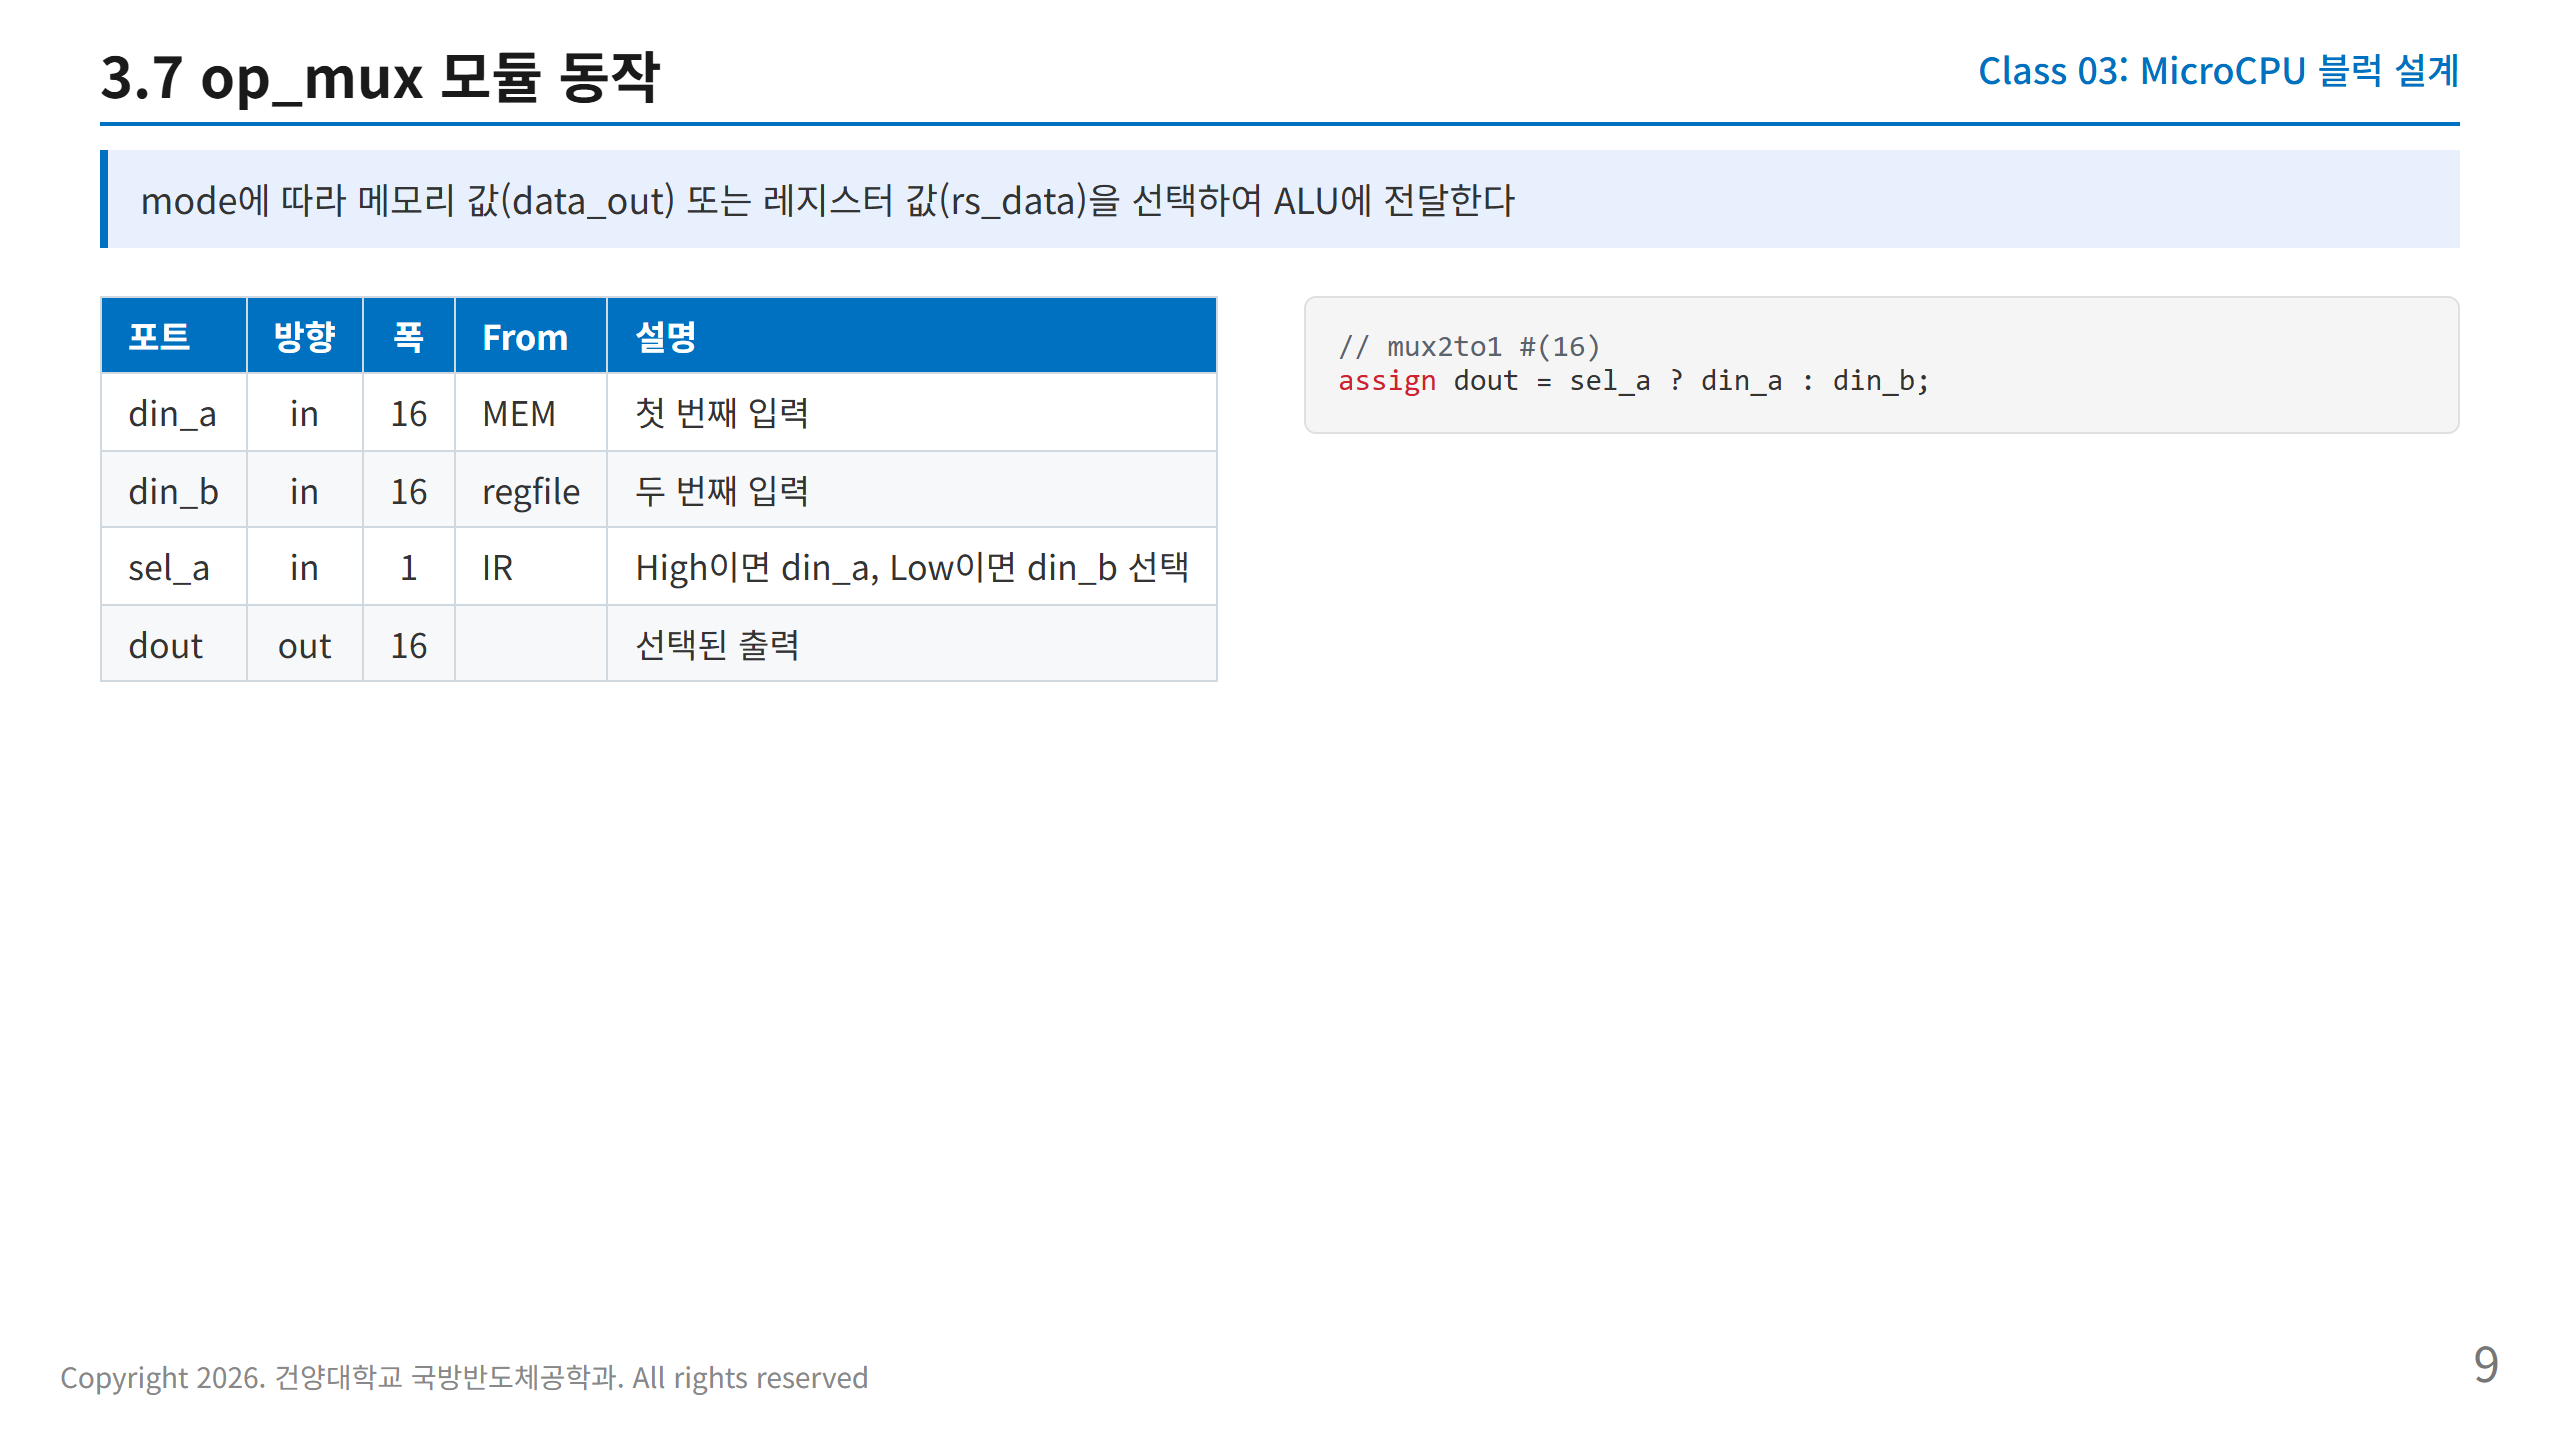 3.7 op_mux 모듈 동작
Class 03: MicroCPU 블럭 설계
mode에 따라 메모리 값(data_out) 또는 레지스터 값(rs_data)을 선택하여 ALU에 전달한다
포트 방향 폭 From 설명
din_a in 16 MEM 첫 번째 입력
din_b in 16 regfile 두 번째 입력
sel_a in 1 IR High이면 din_a, Low이면 din_b 선택
dout out 16 선택된 출력
// mux2to1 #(16)
assign dout = sel_a ? din_a : din_b;
Copyright 2026. 건양대학교 국방반도체공학과. All rights reserved
9